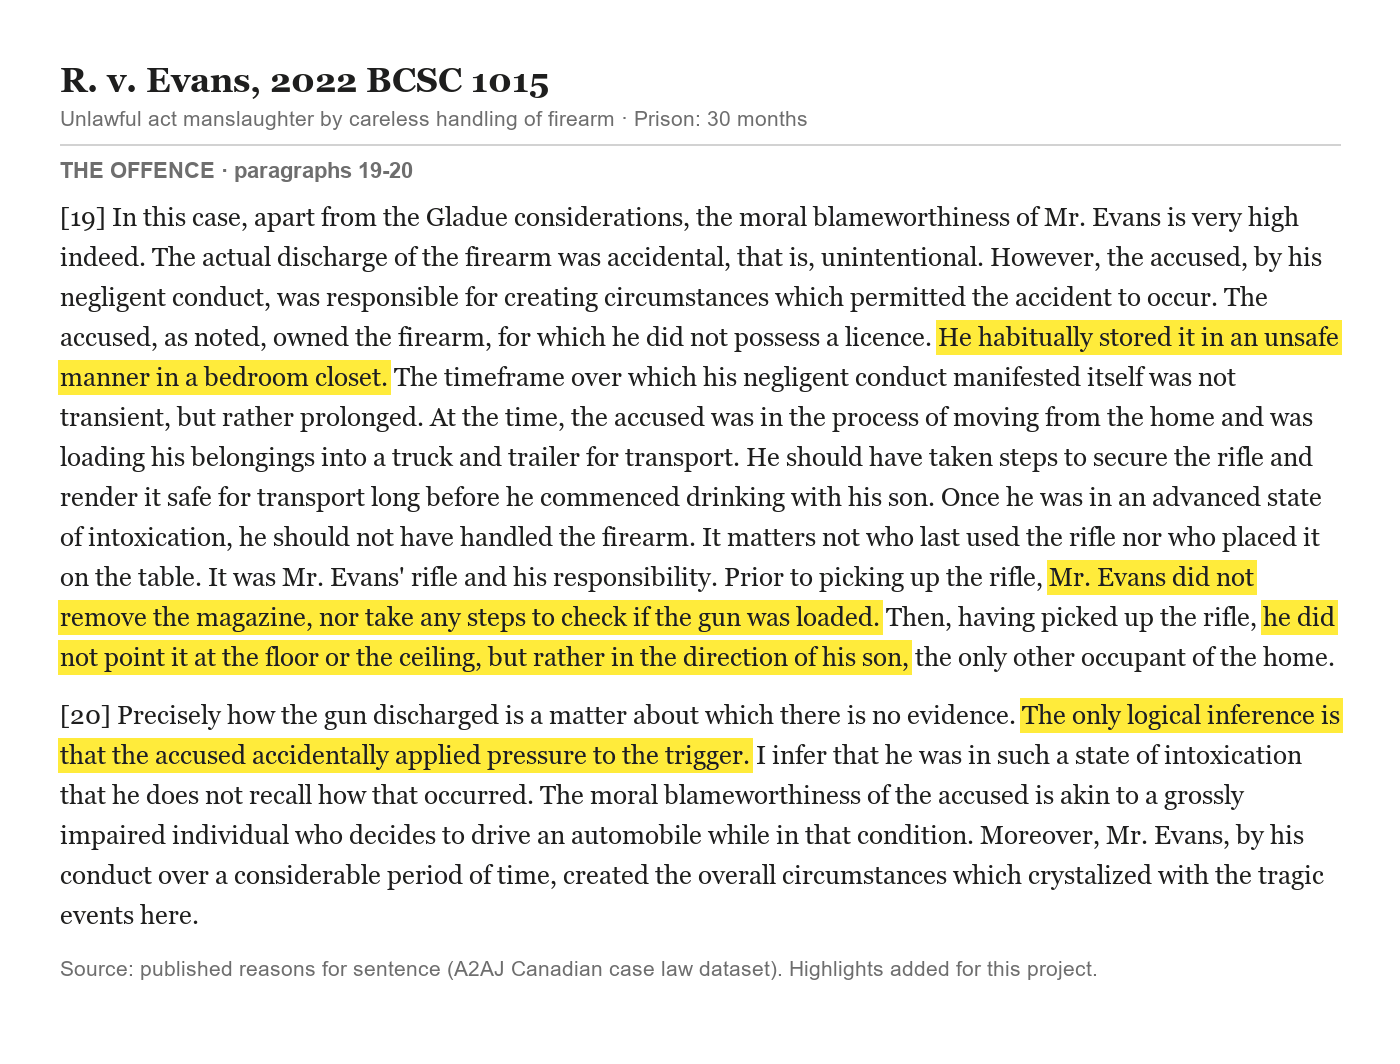 R. v. Evans, 2022 BCSC 1015
Unlawful act manslaughter by careless handling of firearm · Prison: 30 months
THE OFFENCE · paragraphs 19-20
[19] In this case, apart from the Gladue considerations, the moral blameworthiness of Mr. Evans is very high
indeed. The actual discharge of the firearm was accidental, that is, unintentional. However, the accused, by his
negligent conduct, was responsible for creating circumstances which permitted the accident to occur. The
accused, as noted, owned the firearm, for which he did not possess a licence. He habitually stored it in an unsafe
manner in a bedroom closet. The timeframe over which his negligent conduct manifested itself was not
transient, but rather prolonged. At the time, the accused was in the process of moving from the home and was
loading his belongings into a truck and trailer for transport. He should have taken steps to secure the rifle and
render it safe for transport long before he commenced drinking with his son. Once he was in an advanced state
of intoxication, he should not have handled the firearm. It matters not who last used the rifle nor who placed it
on the table. It was Mr. Evans' rifle and his responsibility. Prior to picking up the rifle, Mr. Evans did not
remove the magazine, nor take any steps to check if the gun was loaded. Then, having picked up the rifle, he did
not point it at the floor or the ceiling, but rather in the direction of his son, the only other occupant of the home.
[20] Precisely how the gun discharged is a matter about which there is no evidence. The only logical inference is
that the accused accidentally applied pressure to the trigger. I infer that he was in such a state of intoxication
that he does not recall how that occurred. The moral blameworthiness of the accused is akin to a grossly
impaired individual who decides to drive an automobile while in that condition. Moreover, Mr. Evans, by his
conduct over a considerable period of time, created the overall circumstances which crystalized with the tragic
events here.
Source: published reasons for sentence (A2AJ Canadian case law dataset). Highlights added for this project.